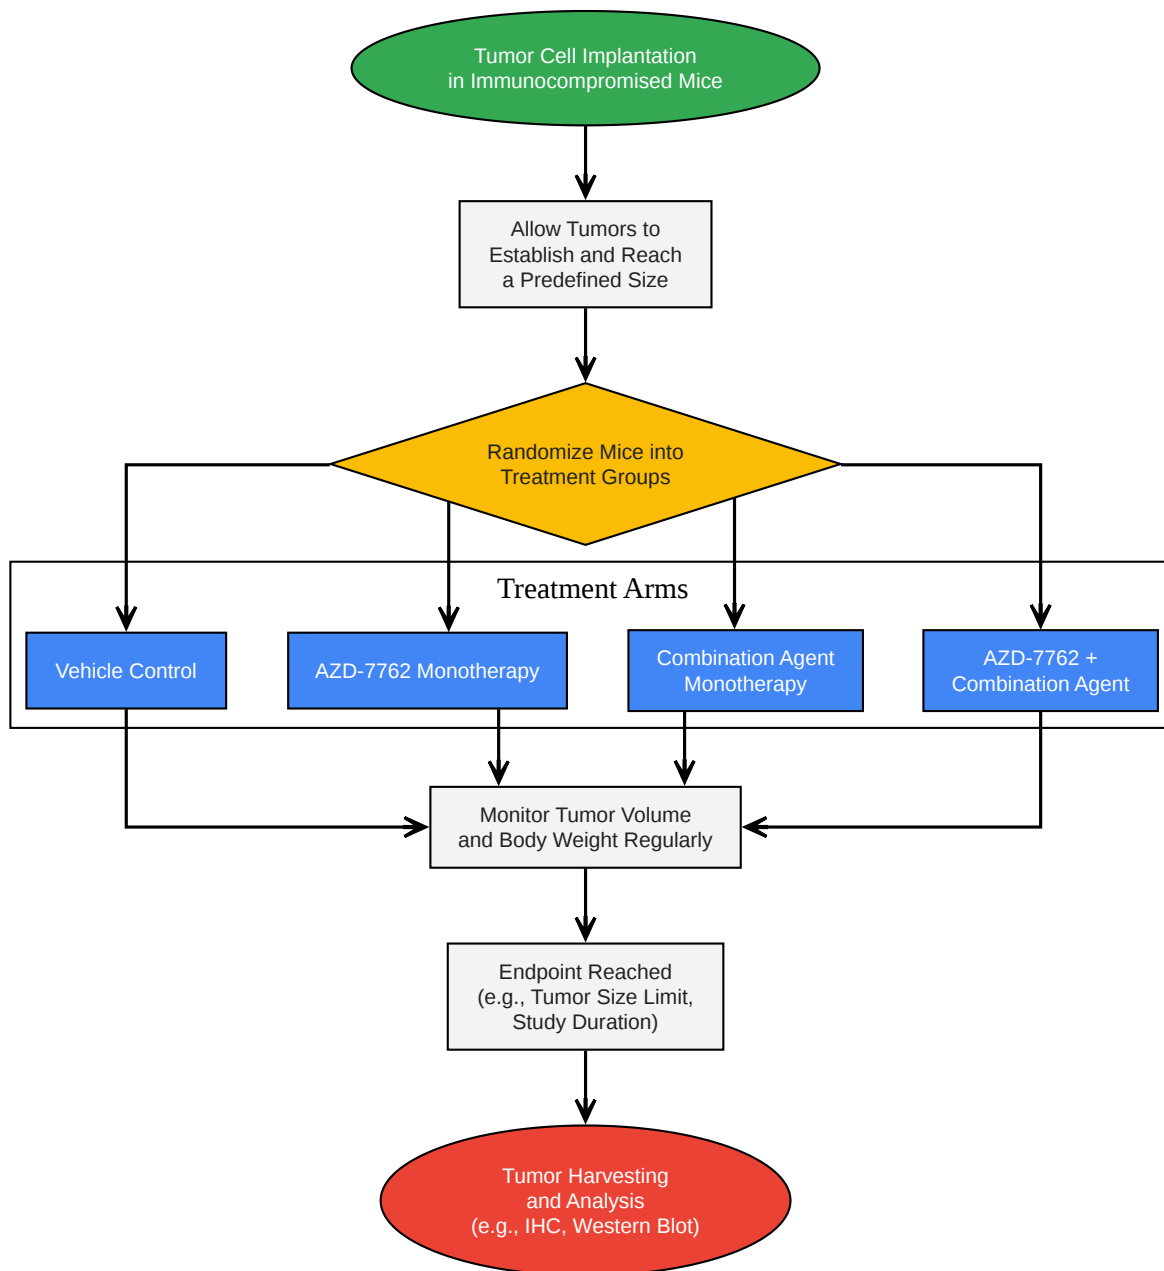 Tumor Cell Implantation
in Immunocompromised Mice
Allow Tumors to
Establish and Reach
a Predefined Size
Randomize Mice into
Treatment Groups
Treatment Arms
Vehicle Control
AZD-7762 Monotherapy
Combination Agent
Monotherapy
AZD-7762 +
Combination Agent
Monitor Tumor Volume
and Body Weight Regularly
Endpoint Reached
(e.g., Tumor Size Limit,
Study Duration)
Tumor Harvesting
and Analysis
(e.g., IHC, Western Blot)